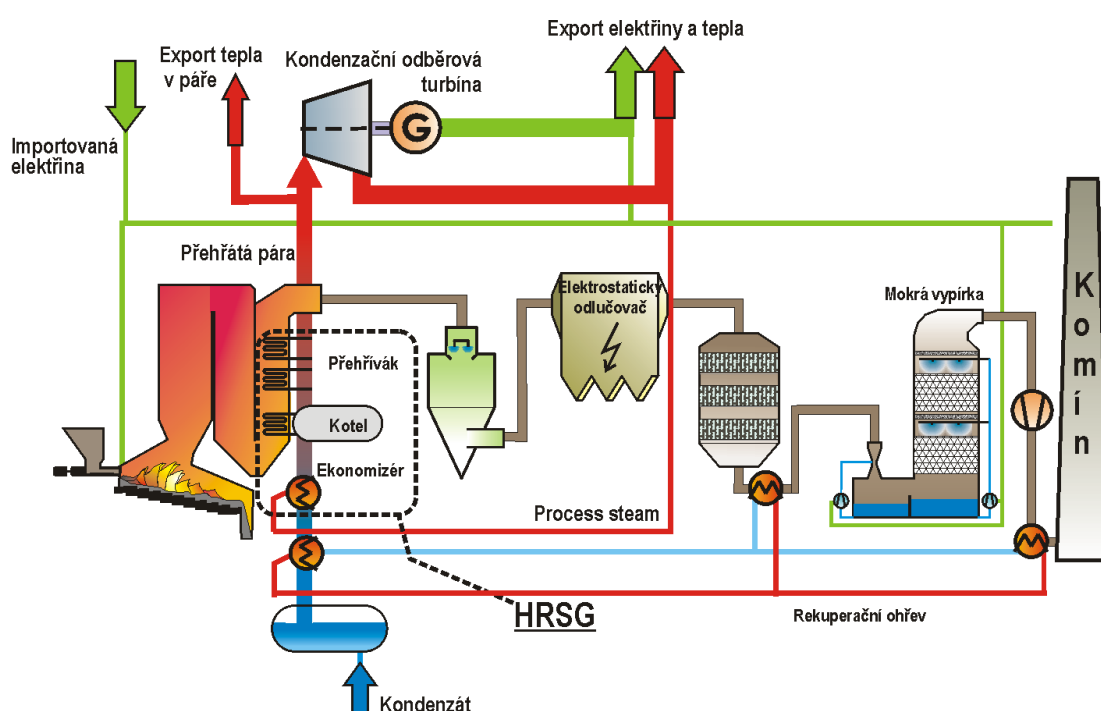 Export elektřiny a tepla
Export tepla
v páře
Kondenzační odběrová
turbína
G
Importovaná
elektřina
Přehřátá pára
Elektrostatický
odlučovač
Mokrá vypírka
Komín
Přehřívák
Kotel
Ekonomizér
Process steam
HRSG
Rekuperační ohřev
Kondenzát